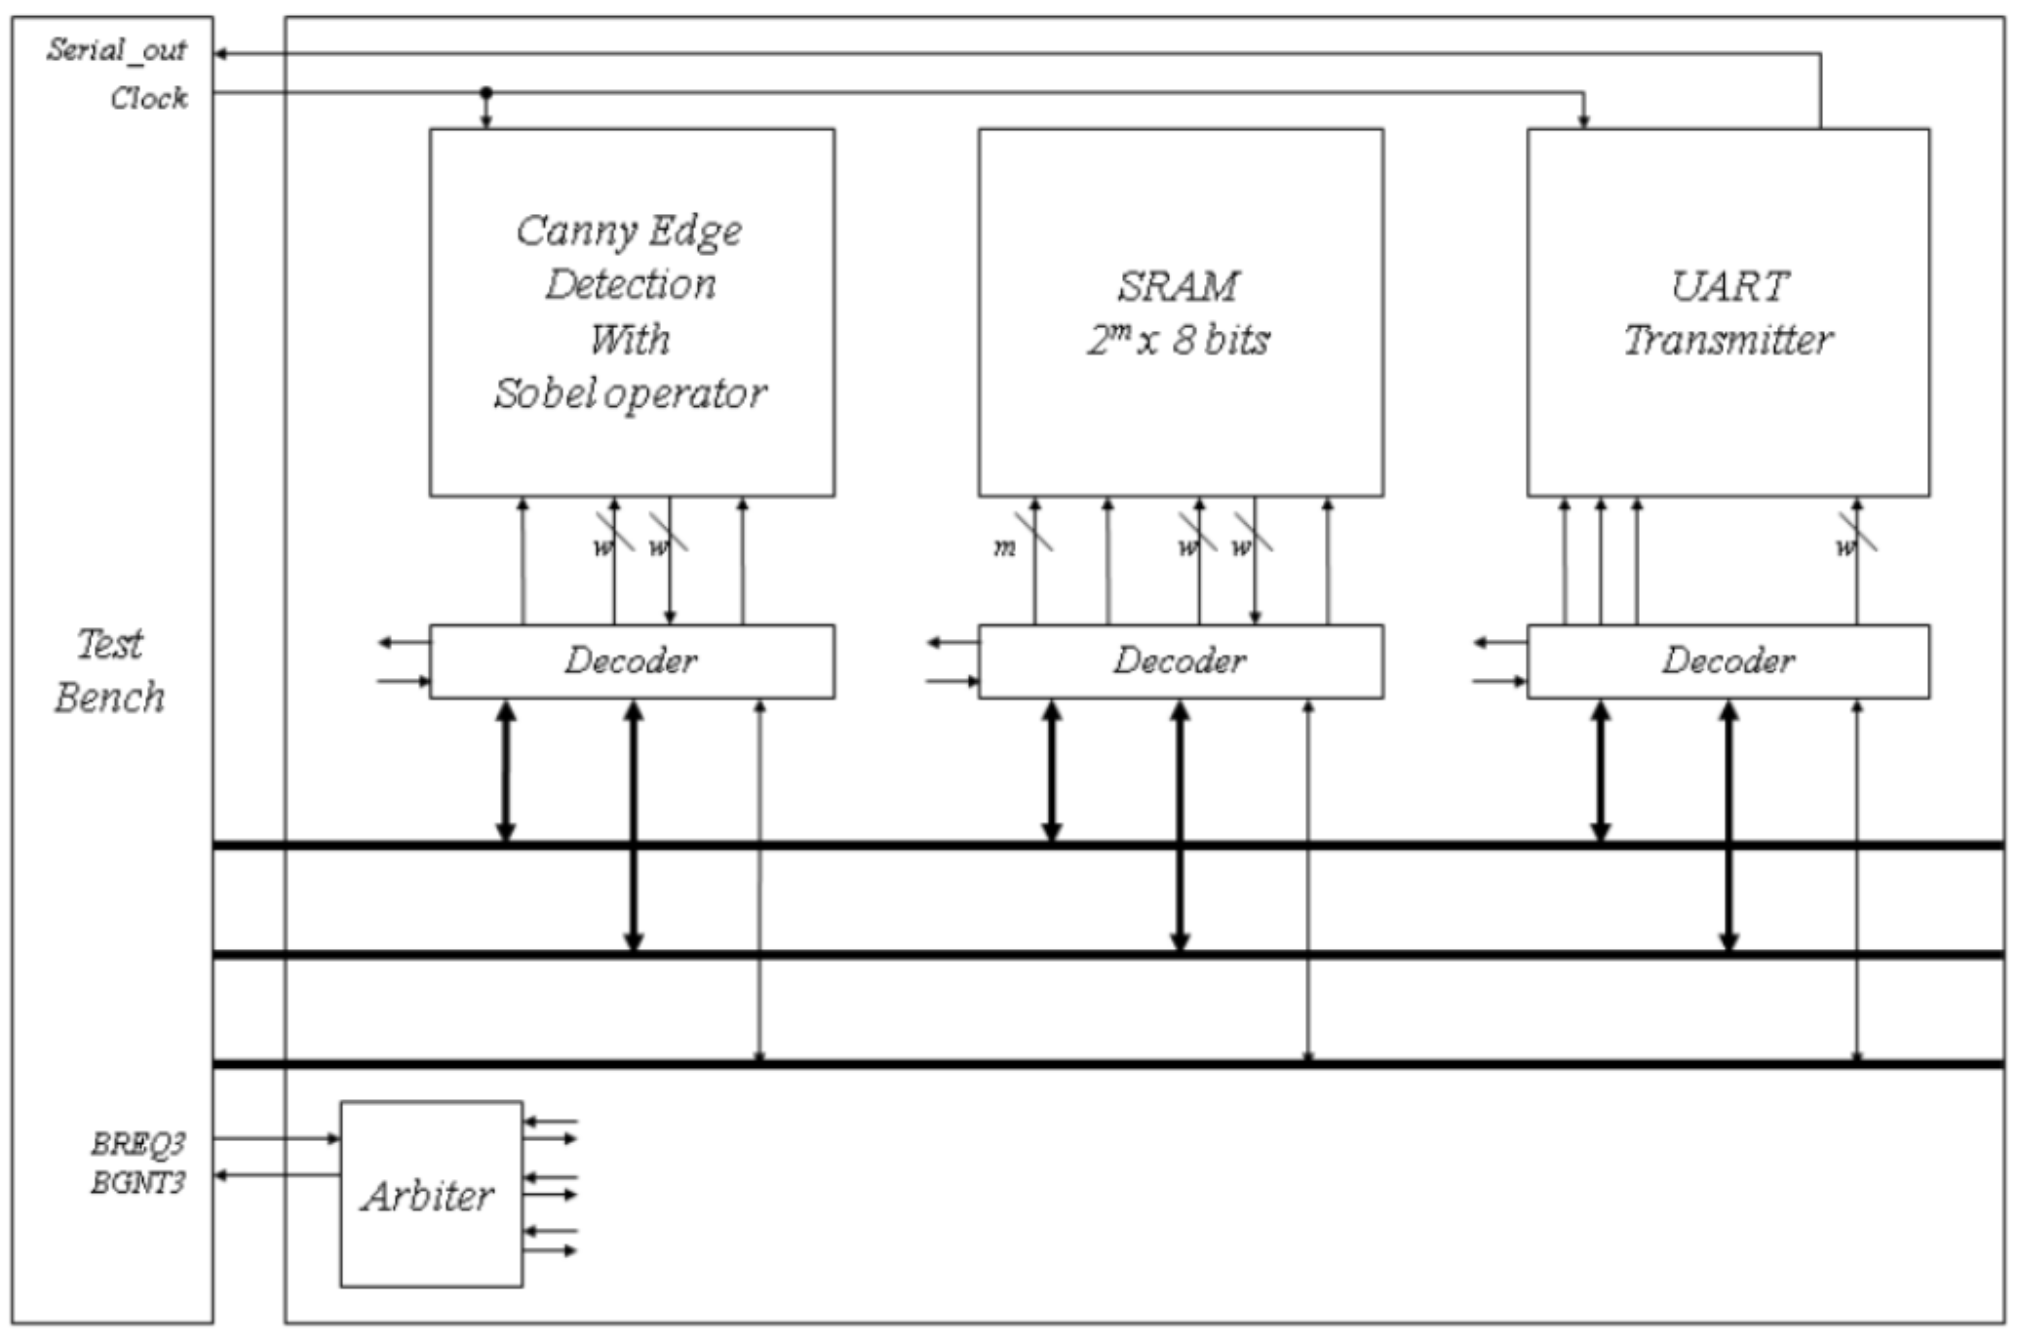 Serial_out
Clock
Canny Edge
Detection
With
Sobel operator
SRAM
2ᵐ x 8 bits
UART
Transmitter
w
w
m
w
w
w
Test
Bench
Decoder
Decoder
Decoder
BREQ3
BGNT3
Arbiter